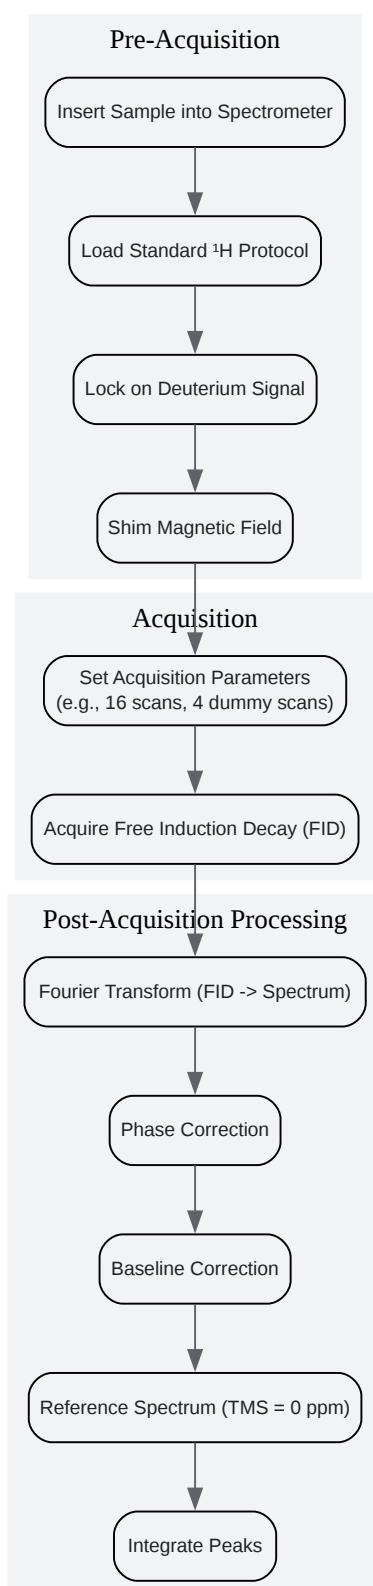 Pre-Acquisition
Insert Sample into Spectrometer
Load Standard ¹H Protocol
Lock on Deuterium Signal
Shim Magnetic Field
Acquisition
Set Acquisition Parameters
(e.g., 16 scans, 4 dummy scans)
Acquire Free Induction Decay (FID)
Post-Acquisition Processing
Fourier Transform (FID -> Spectrum)
Phase Correction
Baseline Correction
Reference Spectrum (TMS = 0 ppm)
Integrate Peaks